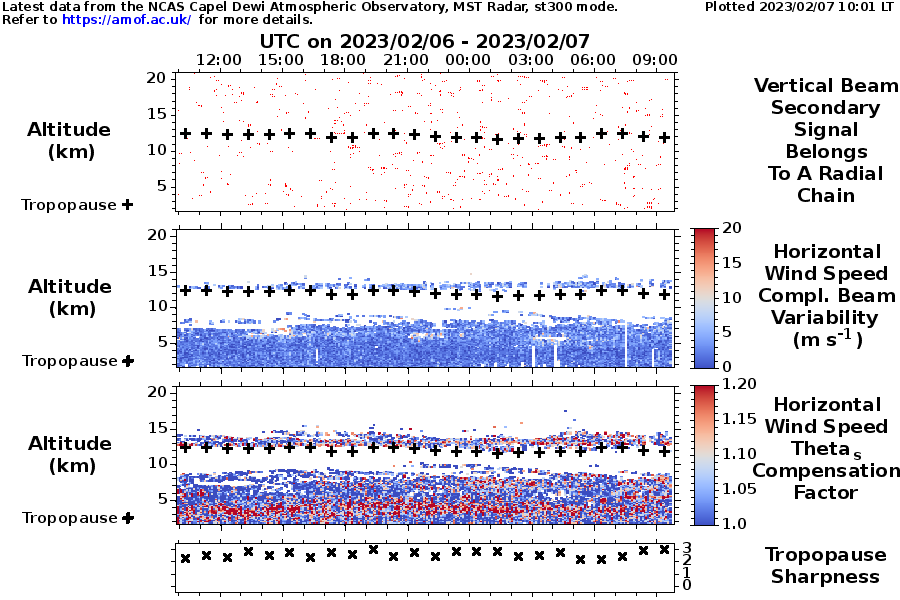 Latest data from the NCAS Capel Dewi Atmospheric Observatory, MST Radar, st300 mode.
Plotted 2023/02/07 10:01 LT
Refer to https://amof.ac.uk/ for more details.
UTC on 2023/02/06 - 2023/02/07
12:00 15:00 18:00 21:00 00:00 03:00 06:00 09:00
20
15
10
5
Altitude
(km)
Tropopause +
Vertical Beam
Secondary
Signal
Belongs
To A Radial
Chain
20
15
10
5
Altitude
(km)
Tropopause +
20
15
10
5
0
Horizontal
Wind Speed
Compl. Beam
Variability
(m s-1)
20
15
10
5
Altitude
(km)
Tropopause +
1.20
1.15
1.10
1.05
1.0
Horizontal
Wind Speed
Theta s
Compensation
Factor
3
2
1
0
Tropopause
Sharpness